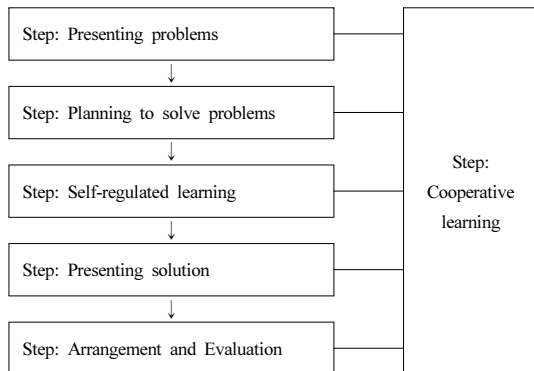 Step: Presenting problems
Step: Planning to solve problems
Step: Self-regulated learning
Step: Presenting solution
Step: Arrangement and Evaluation
Step:
Cooperative
learning